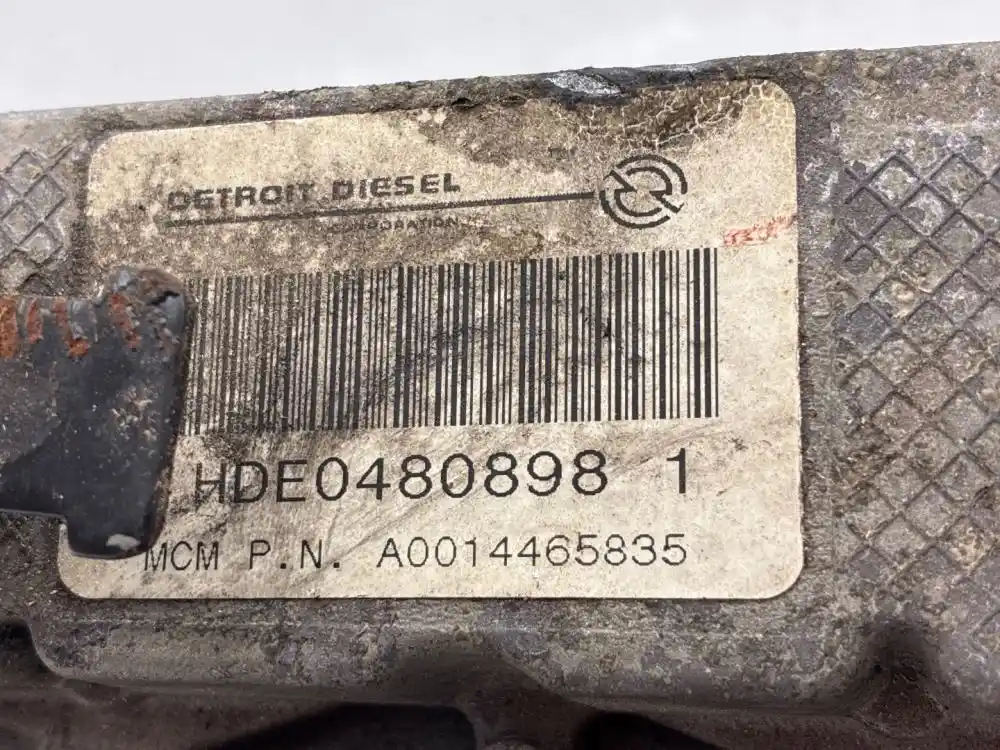 DETROIT DIESEL
CORPORATION
HDE0480898 1
MCM P.N. A0014465835